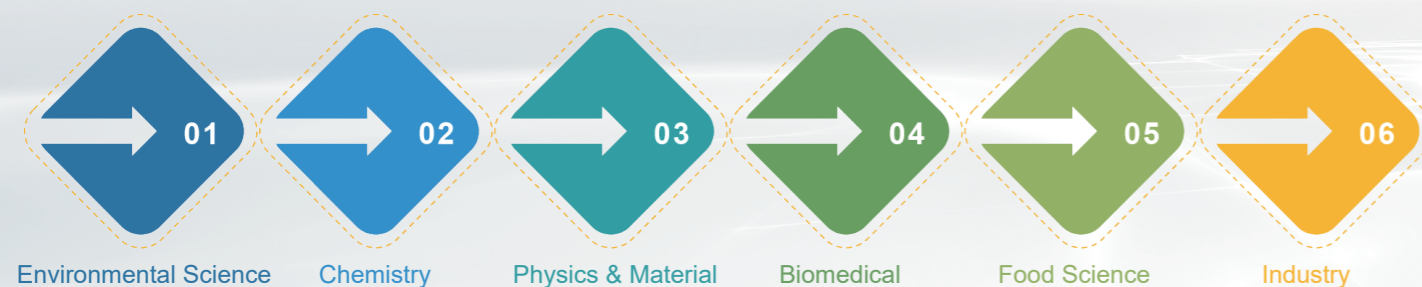 01
02
03
04
05
06
Environmental Science
Chemistry
Physics & Material
Biomedical
Food Science
Industry